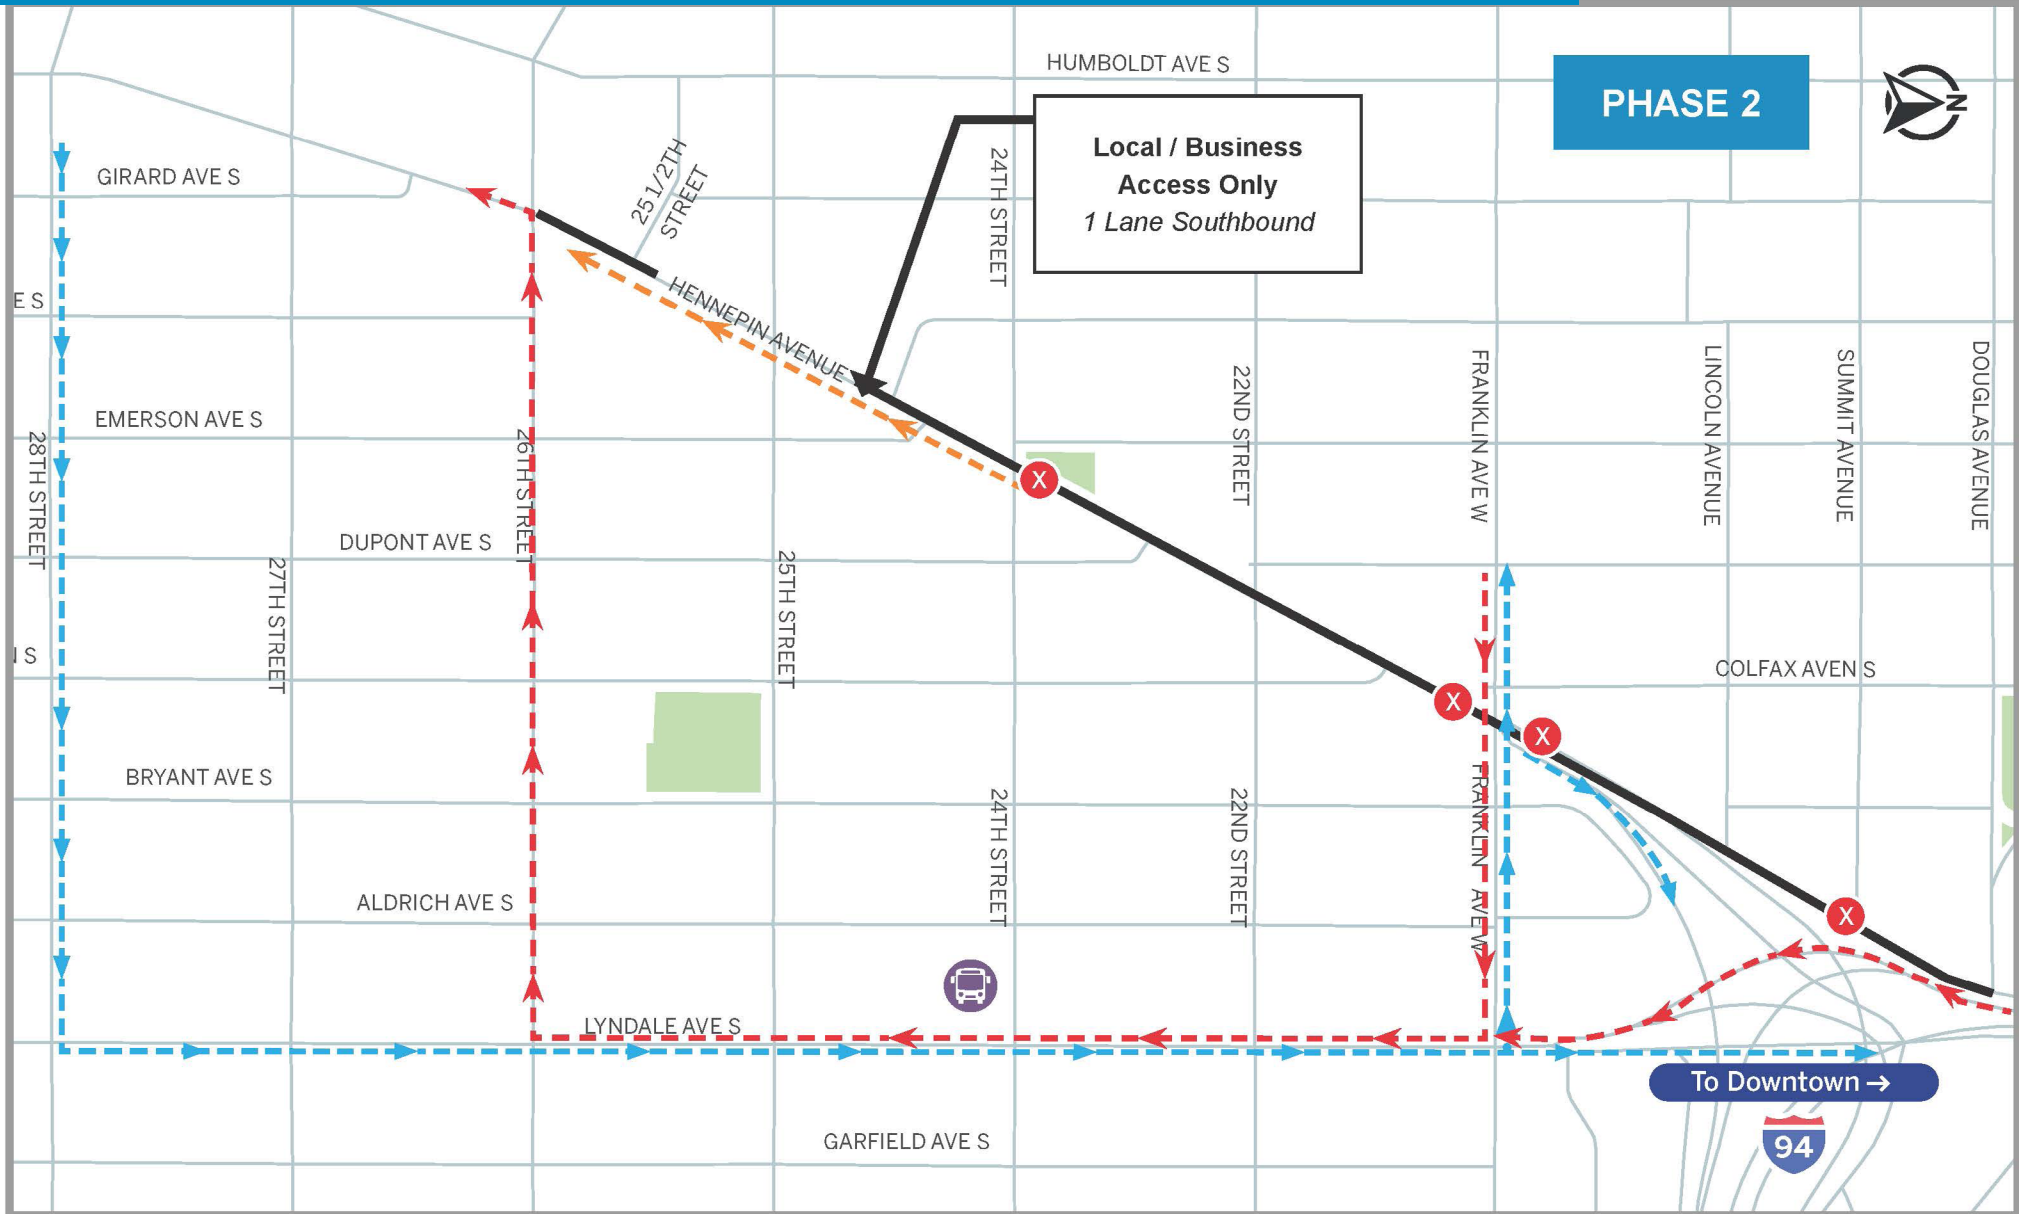 HUMBOLDT AVE S
PHASE 2
N
Local / Business
Access Only
1 Lane Southbound
GIRARD AVE S
25 1/2TH
STREET
24TH STREET
E S
HENNEPIN AVENUE
EMERSON AVE S
28TH STREET
26TH STREET
22ND STREET
FRANKLIN AVE W
LINCOLN AVENUE
SUMMIT AVENUE
DOUGLAS AVENUE
X
DUPONT AVE S
27TH STREET
25TH STREET
S
COLFAX AVEN S
X
X
BRYANT AVE S
24TH STREET
22ND STREET
FRANKLIN AVE W
ALDRICH AVE S
X
LYNDALE AVE S
To Downtown →
GARFIELD AVE S
94